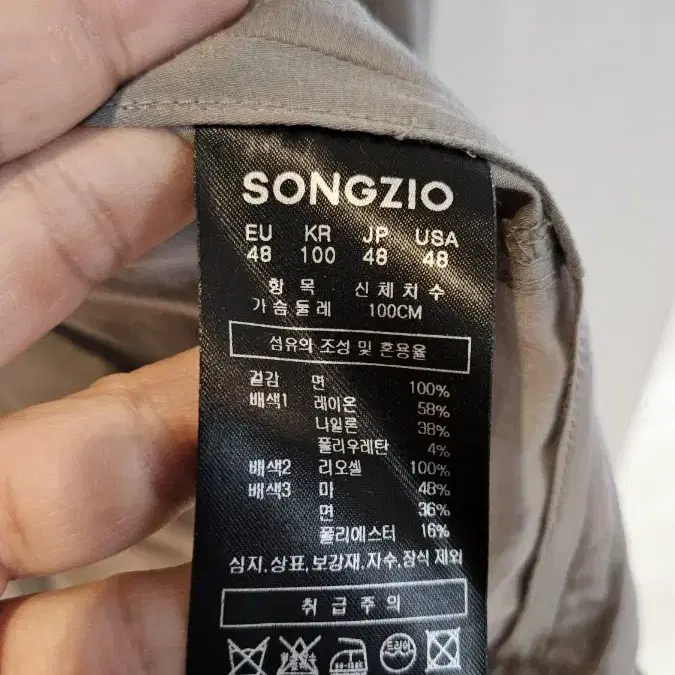 SONGZIO
EU KR JP USA
48 100 48 48
항 목 신체치수
가슴둘레 100CM
섬유의 조성 및 혼용율
겉감 면 100%
배색1 레이온 58%
나일론 38%
폴리우레탄 4%
배색2 리오셀 100%
배색3 마 48%
면 36%
폴리에스터 16%
심지,상표,보강재,자수,장식 제외
취급주의
드라이